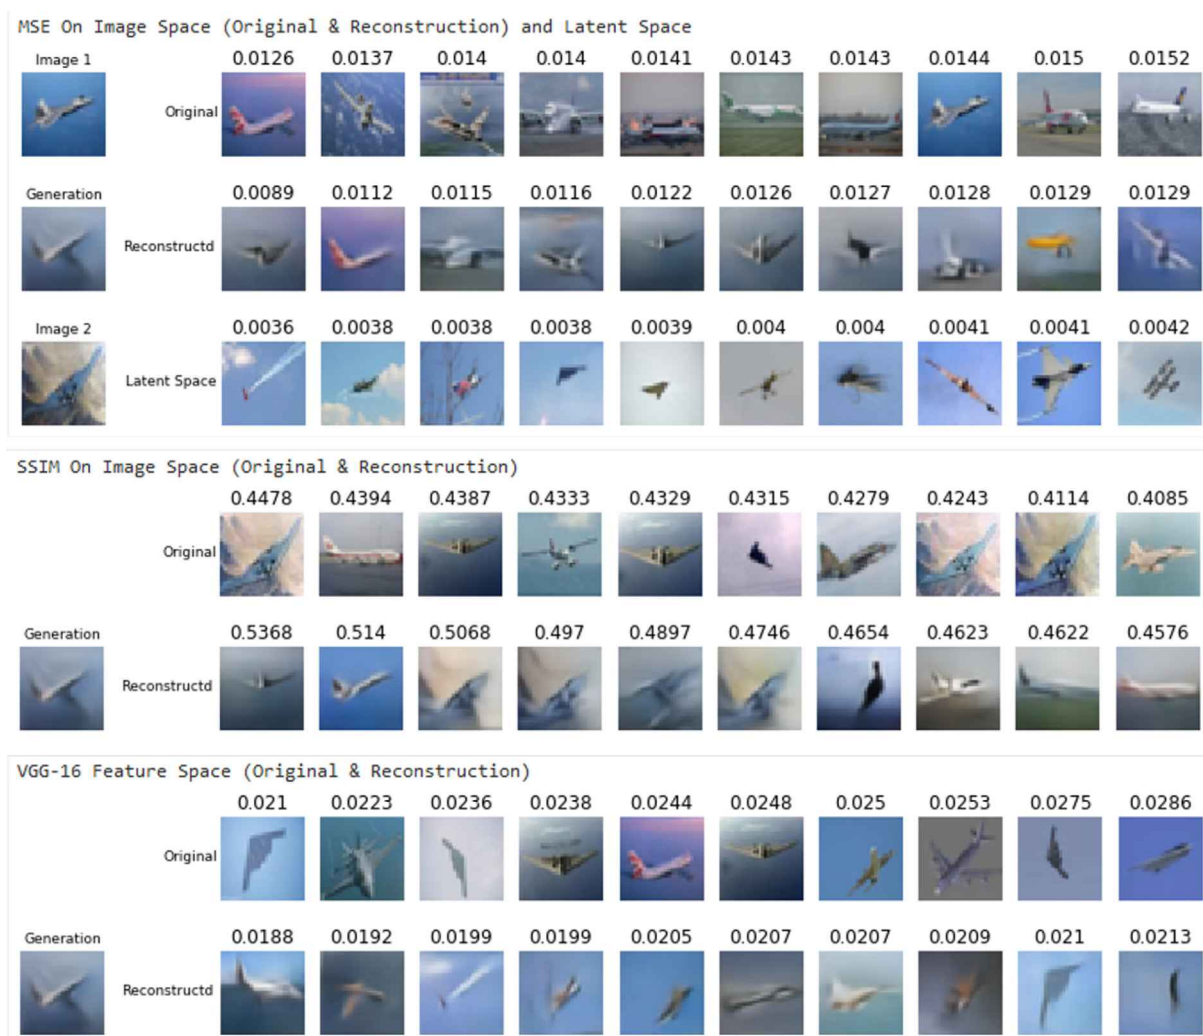 MSE On Image Space (Original & Reconstruction) and Latent Space
Image 1 0.0126 0.0137 0.014 0.014 0.0141 0.0143 0.0143 0.0144 0.015 0.0152
Original
Generation 0.0089 0.0112 0.0115 0.0116 0.0122 0.0126 0.0127 0.0128 0.0129 0.0129
Reconstructd
Image 2 0.0036 0.0038 0.0038 0.0038 0.0039 0.004 0.004 0.0041 0.0041 0.0042
Latent Space
SSIM On Image Space (Original & Reconstruction)
0.4478 0.4394 0.4387 0.4333 0.4329 0.4315 0.4279 0.4243 0.4114 0.4085
Original
Generation 0.5368 0.514 0.5068 0.497 0.4897 0.4746 0.4654 0.4623 0.4622 0.4576
Reconstructd
VGG-16 Feature Space (Original & Reconstruction)
0.021 0.0223 0.0236 0.0238 0.0244 0.0248 0.025 0.0253 0.0275 0.0286
Original
Generation 0.0188 0.0192 0.0199 0.0199 0.0205 0.0207 0.0207 0.0209 0.021 0.0213
Reconstructd